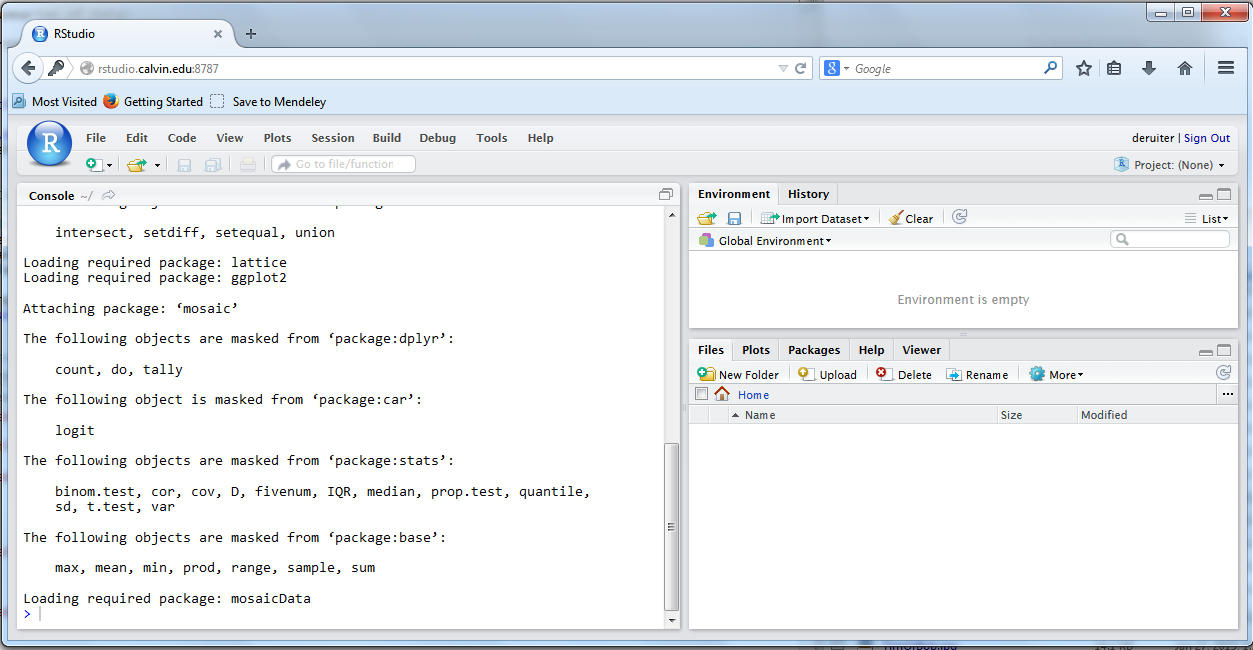 RStudio
rstudio.calvin.edu:8787
Google
Most Visited Getting Started Save to Mendeley
R File Edit Code View Plots Session Build Debug Tools Help
deruiter | Sign Out
Go to file/function
Project: (None)
Console ~/
intersect, setdiff, setequal, union
Loading required package: lattice
Loading required package: ggplot2
Attaching package: ‘mosaic’
The following objects are masked from ‘package:dplyr’:
count, do, tally
The following object is masked from ‘package:car’:
logit
The following objects are masked from ‘package:stats’:
binom.test, cor, cov, D, fivenum, IQR, median, prop.test, quantile,
sd, t.test, var
The following objects are masked from ‘package:base’:
max, mean, min, prod, range, sample, sum
Loading required package: mosaicData
>
Environment History
Import Dataset Clear List
Global Environment
Environment is empty
Files Plots Packages Help Viewer
New Folder Upload Delete Rename More
Home ...
Name Size Modified